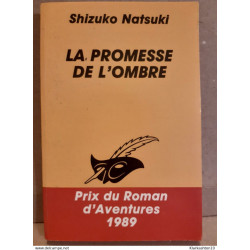 Shizuko Natsuki
LA PROMESSE
DE L'OMBRE
Prix du Roman
d'Aventures
1989